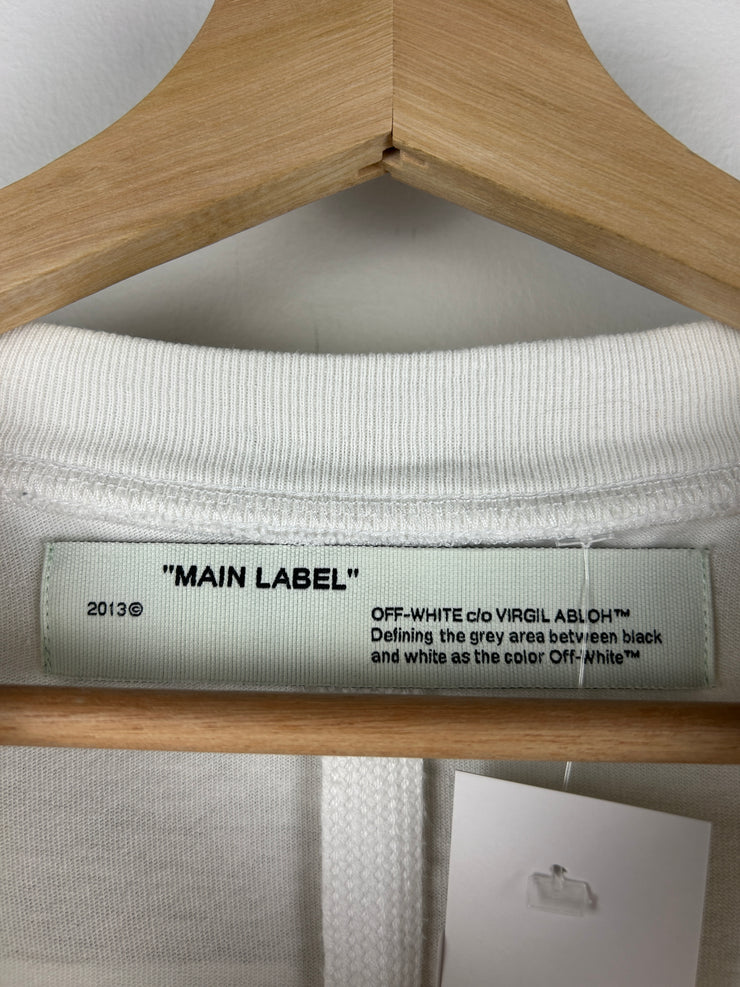 "MAIN LABEL"
2013©
OFF-WHITE c/o VIRGIL ABLOH™
Defining the grey area between black
and white as the color Off-White™